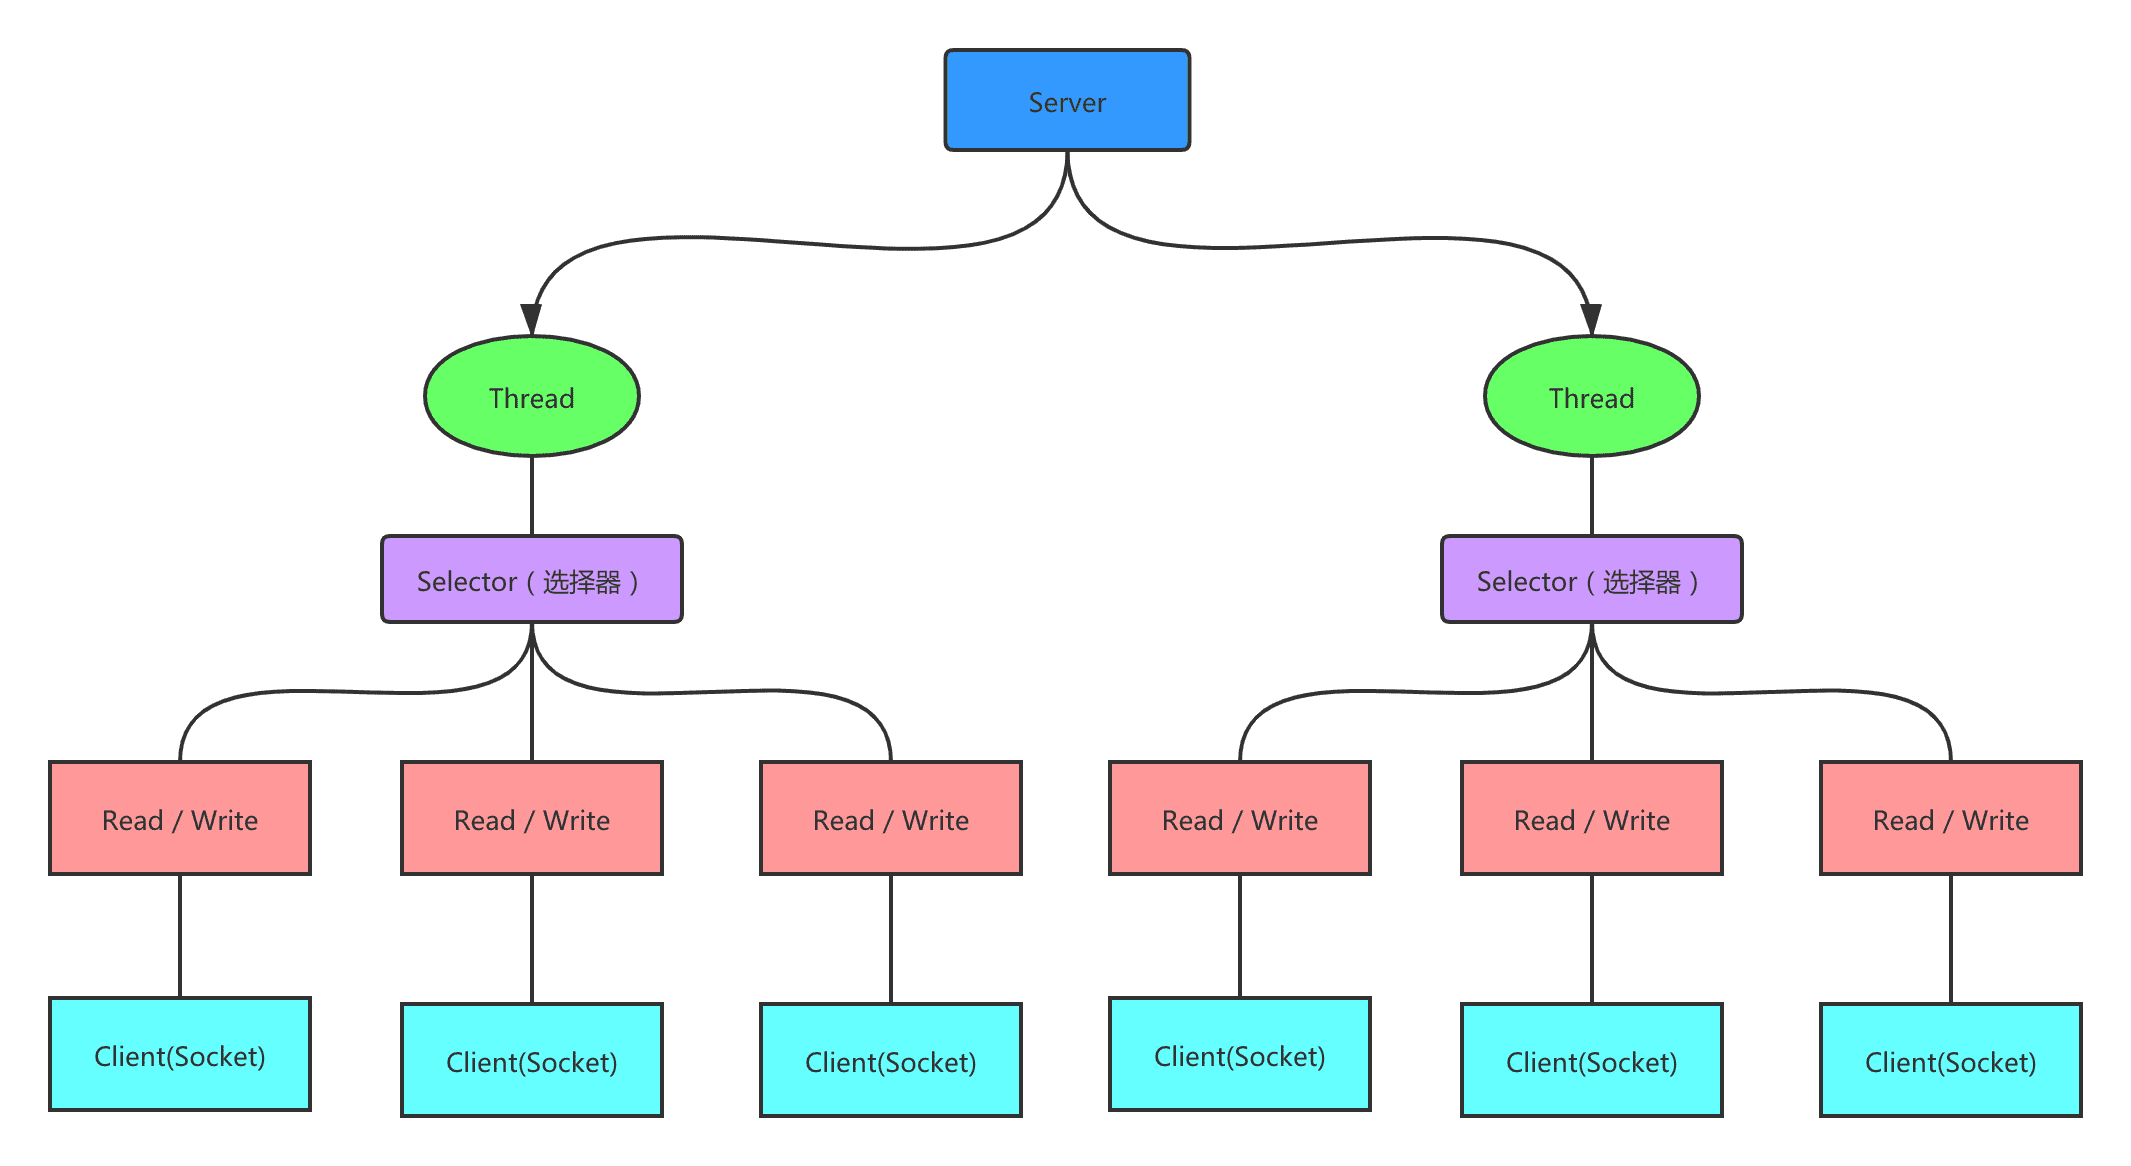 Server
Thread
Thread
Selector（选择器）
Selector（选择器）
Read / Write
Read / Write
Read / Write
Read / Write
Read / Write
Read / Write
Client(Socket)
Client(Socket)
Client(Socket)
Client(Socket)
Client(Socket)
Client(Socket)